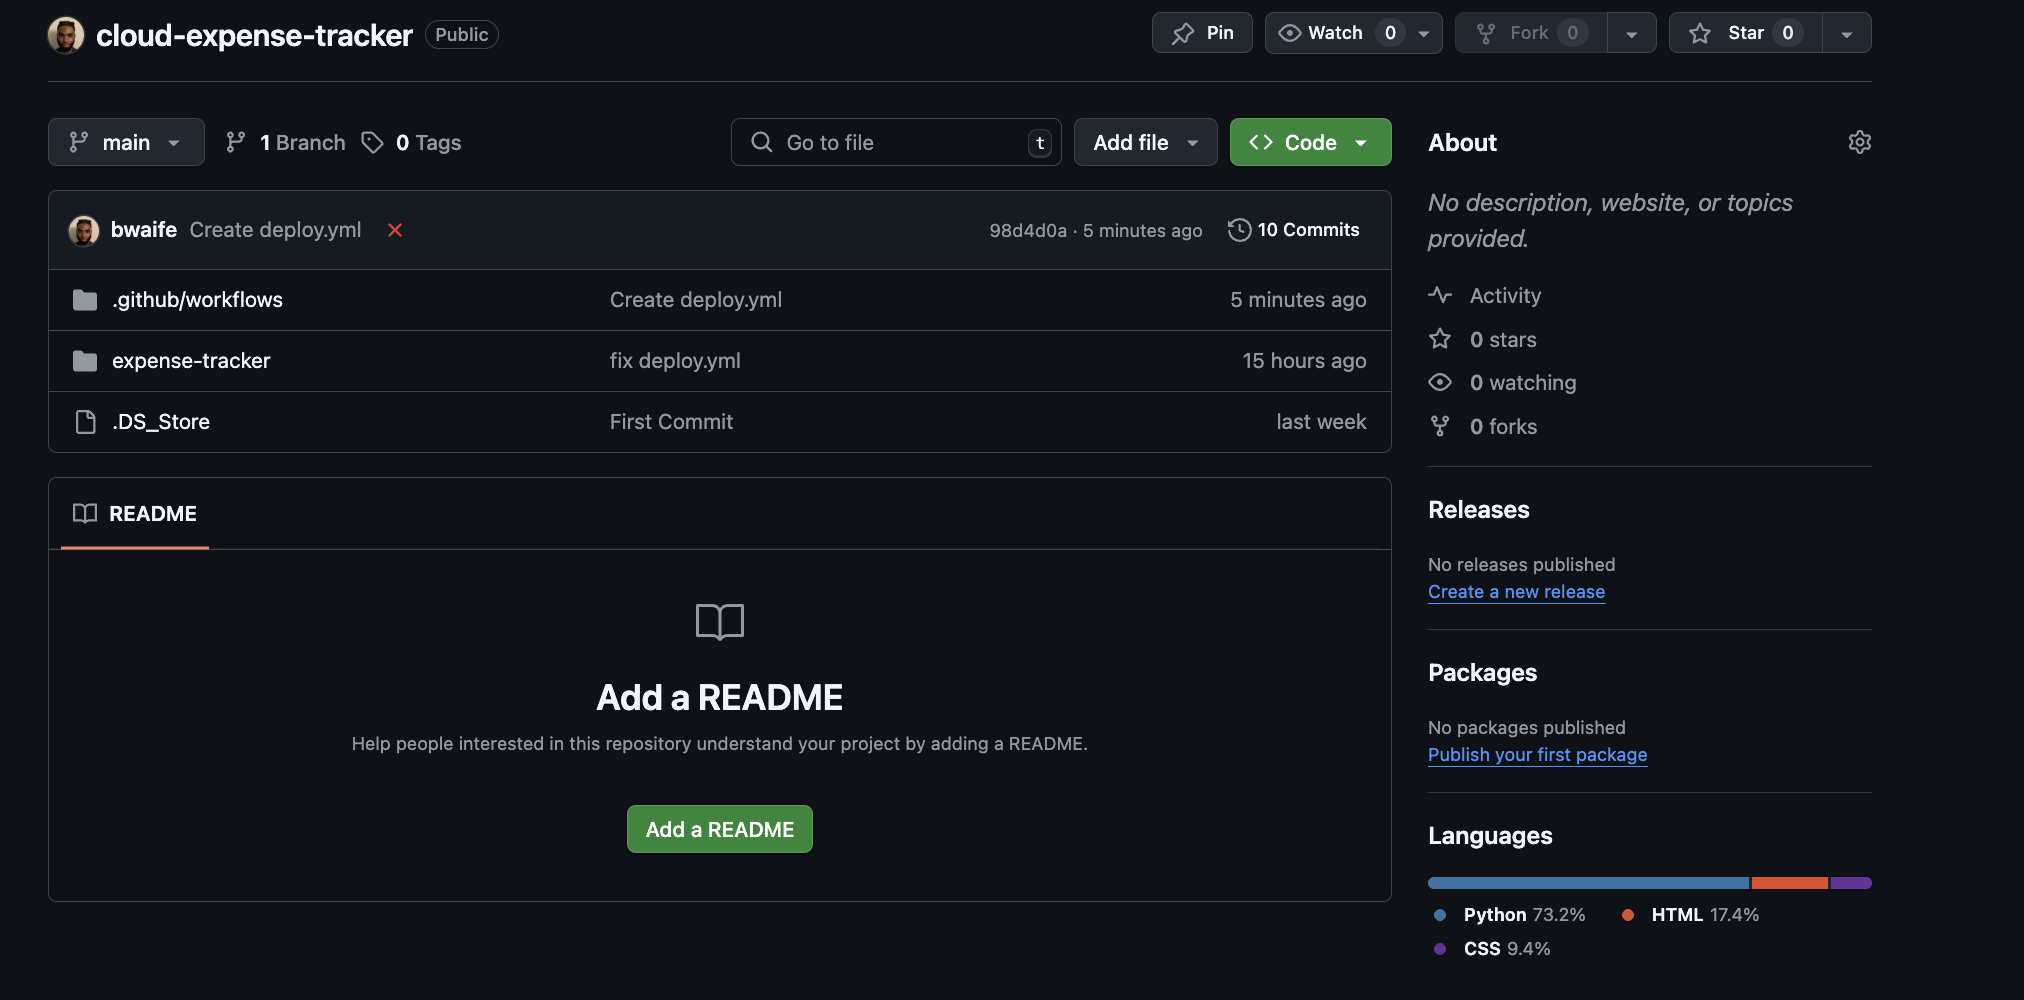 cloud-expense-tracker Public
Pin Watch 0 Fork 0 Star 0
main 1 Branch 0 Tags Go to file t Add file Code
bwaife Create deploy.yml 98d4d0a · 5 minutes ago 10 Commits
.github/workflows Create deploy.yml 5 minutes ago
expense-tracker fix deploy.yml 15 hours ago
.DS_Store First Commit last week
README
Add a README
Help people interested in this repository understand your project by adding a README.
Add a README
About
No description, website, or topics
provided.
Activity
0 stars
0 watching
0 forks
Releases
No releases published
Create a new release
Packages
No packages published
Publish your first package
Languages
Python 73.2% HTML 17.4%
CSS 9.4%